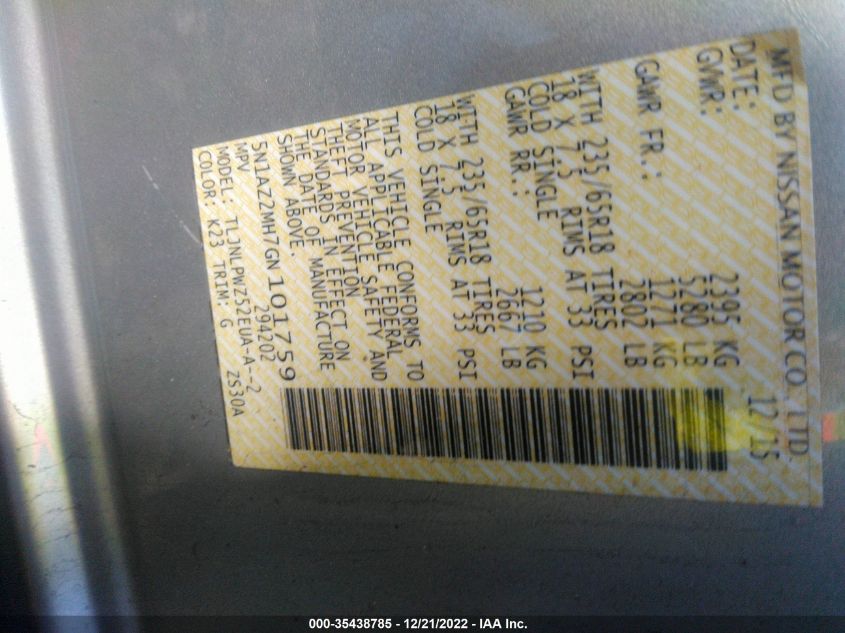 MFD BY NISSAN MOTOR CO., LTD.
DATE: 12/15
GVWR: 2395 KG
5280 LB
GAWR FR.: 1271 KG
2802 LB
WITH 235/65R18 TIRES
18 X 7.5 RIMS AT 33 PSI
COLD SINGLE
GAWR RR.: 1210 KG
2667 LB
WITH 235/65R18 TIRES
18 X 7.5 RIMS AT 33 PSI
COLD SINGLE
THIS VEHICLE CONFORMS TO
ALL APPLICABLE FEDERAL
MOTOR VEHICLE SAFETY AND
THEFT PREVENTION
STANDARDS IN EFFECT ON
THE DATE OF MANUFACTURE
SHOWN ABOVE.
5N1AZ2MH7GN101759
MPV 29420Z
MODEL: TLJNLPWZ52EUA-A--2
COLOR: K23 TRIM: G ZS30A
000-35438785 - 12/21/2022 - IAA Inc.